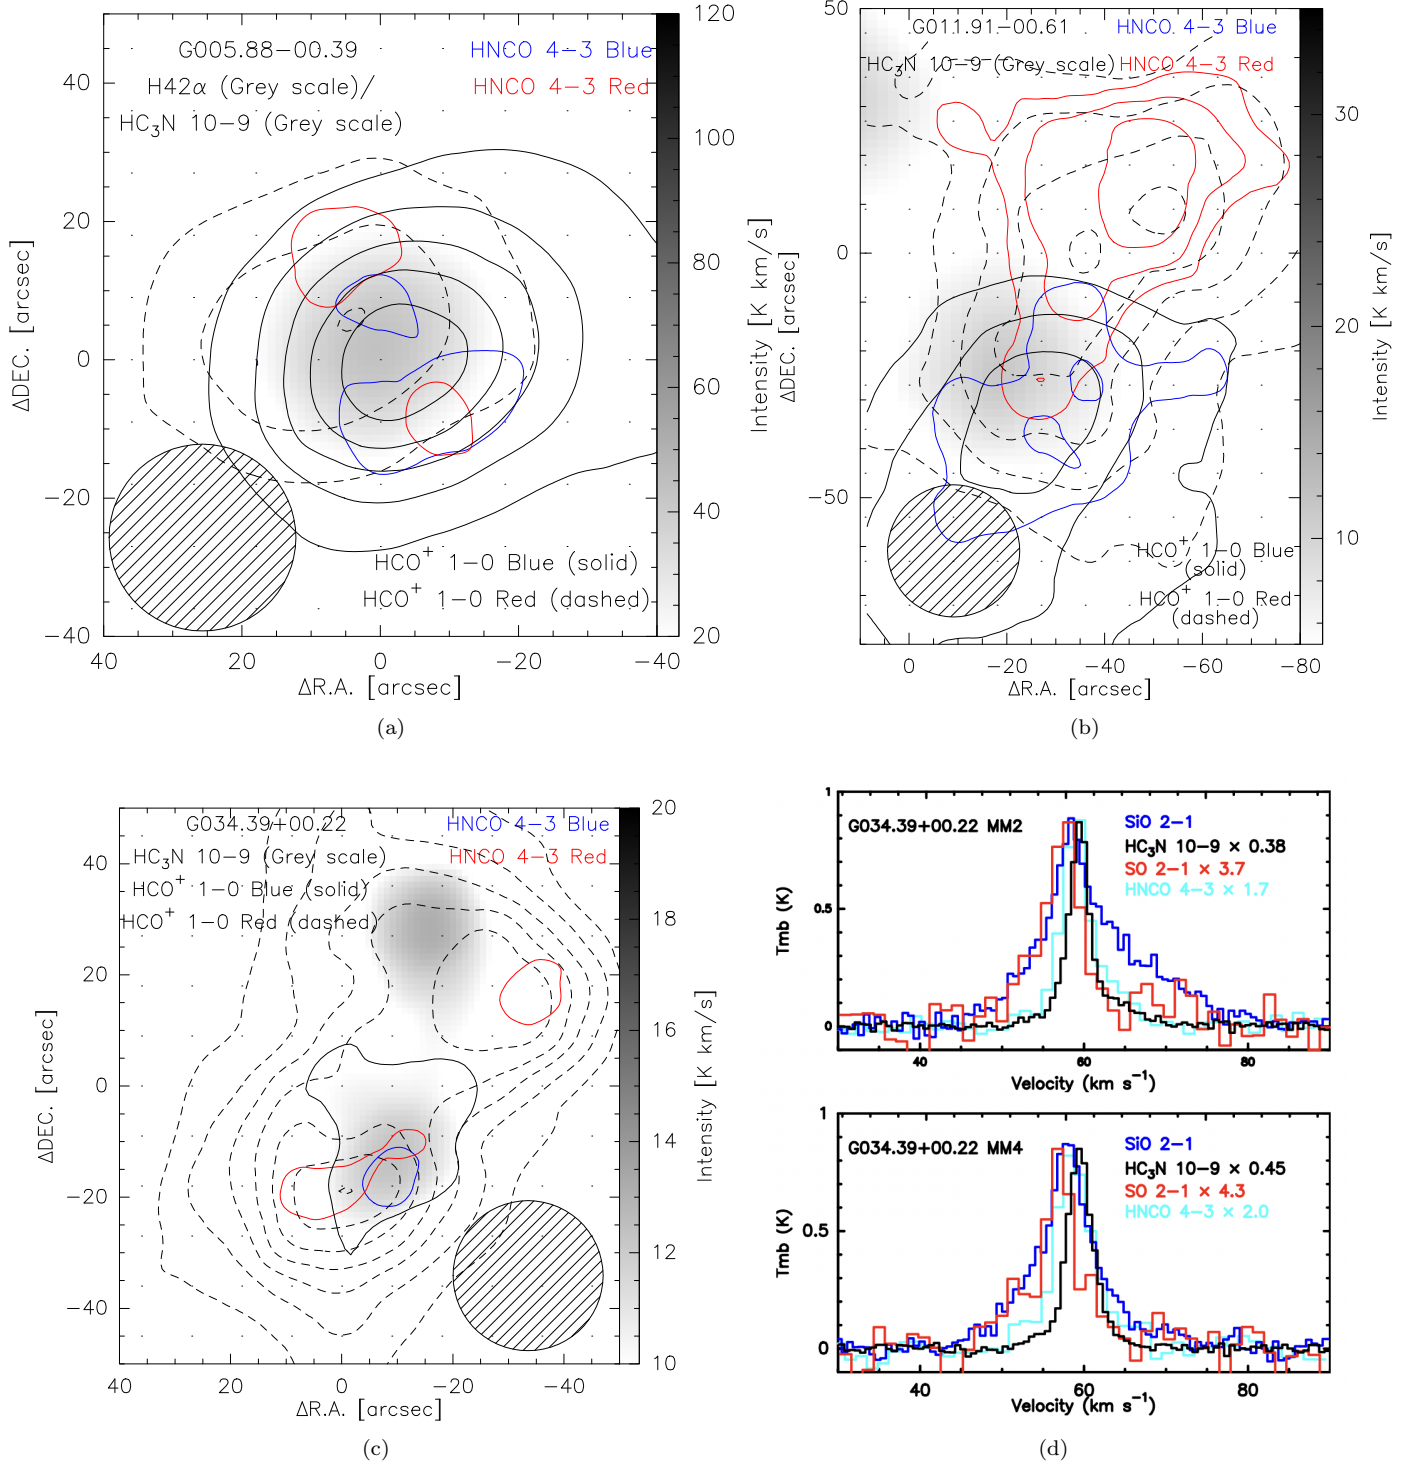 G005.88−00.39
HNCO 4−3 Blue
H42α (Grey scale)/
HNCO 4−3 Red
HC₃N 10−9 (Grey scale)
40
20
0
−20
−40
ΔDEC. [arcsec]
HCO⁺ 1−0 Blue (solid)
HCO⁺ 1−0 Red (dashed)
40 20 0 −20 −40
ΔR.A. [arcsec]
120
100
80
60
40
20
Intensity [K km/s]
(a)
50
0
−50
ΔDEC. [arcsec]
G011.91−00.61
HNCO 4−3 Blue
HC₃N 10−9 (Grey scale)
HNCO 4−3 Red
HCO⁺ 1−0 Blue
(solid)
HCO⁺ 1−0 Red
(dashed)
0 −20 −40 −60 −80
ΔR.A. [arcsec]
30
20
10
Intensity [K km/s]
(b)
G034.39+00.22
HNCO 4−3 Blue
HC₃N 10−9 (Grey scale)
HNCO 4−3 Red
HCO⁺ 1−0 Blue (solid)
HCO⁺ 1−0 Red (dashed)
40
20
0
−20
−40
ΔDEC. [arcsec]
40 20 0 −20 −40
ΔR.A. [arcsec]
20
18
16
14
12
10
Intensity [K km/s]
(c)
G034.39+00.22 MM2
SiO 2−1
HC₃N 10−9 × 0.38
SO 2−1 × 3.7
HNCO 4−3 × 1.7
1
0.5
0
Tmb (K)
40 60 80
Velocity (km s⁻¹)
G034.39+00.22 MM4
SiO 2−1
HC₃N 10−9 × 0.45
SO 2−1 × 4.3
HNCO 4−3 × 2.0
1
0.5
0
Tmb (K)
40 60 80
Velocity (km s⁻¹)
(d)